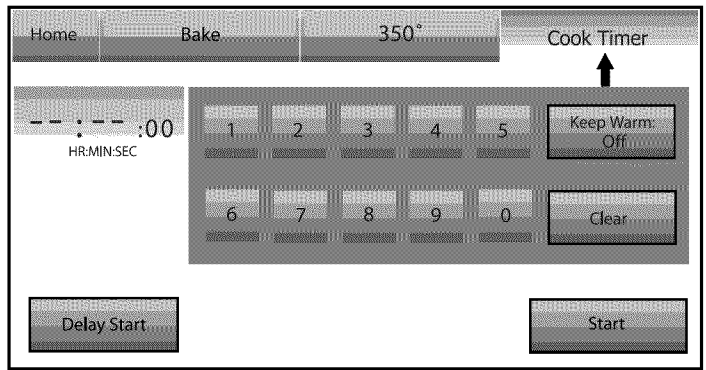 Home Bake 350° Cook Timer
--:--:00
HR:MIN:SEC
1 2 3 4 5 Keep Warm:
Off
6 7 8 9 0 Clear
Delay Start Start